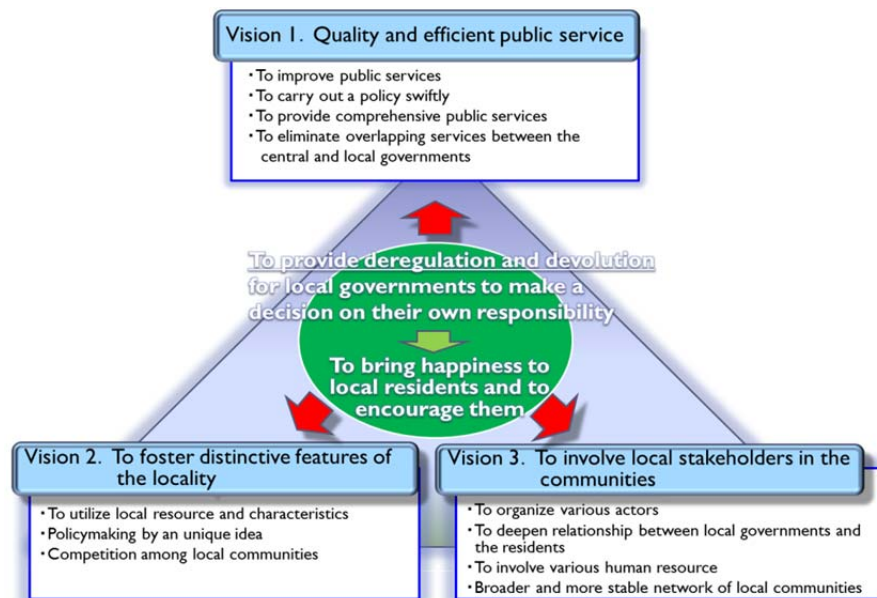 Vision 1. Quality and efficient public service
・To improve public services
・To carry out a policy swiftly
・To provide comprehensive public services
・To eliminate overlapping services between the
central and local governments
To provide deregulation and devolution
for local governments to make a
decision on their own responsibility
To bring happiness to
local residents and to
encourage them
Vision 2. To foster distinctive features of
the locality
・To utilize local resource and characteristics
・Policymaking by an unique idea
・Competition among local communities
Vision 3. To involve local stakeholders in the
communities
・To organize various actors
・To deepen relationship between local governments and
the residents
・To involve various human resource
・Broader and more stable network of local communities